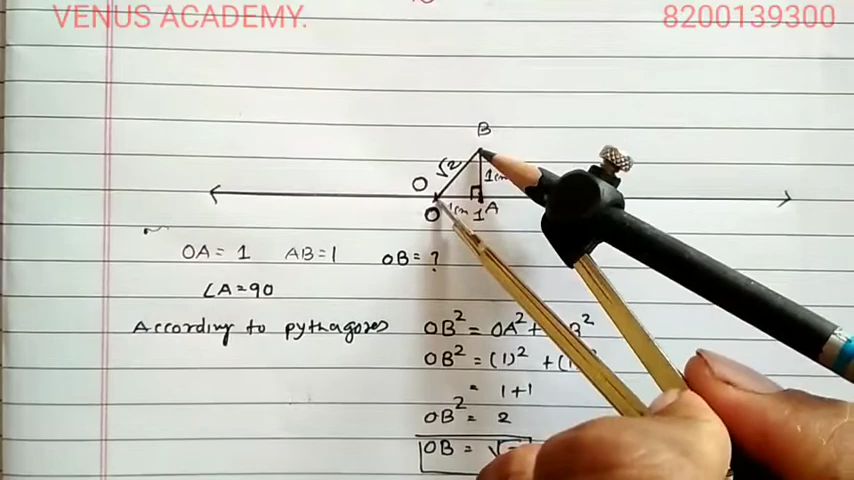 VENUS ACADEMY. 8200139300
B
√2 1cm
O
O 1cm 1 A
OA = 1 AB = 1 OB = ?
∠A = 90
According to pythagores OB² = OA² + B²
OB² = (1)² + (1
= 1 + 1
OB² = 2
OB = √